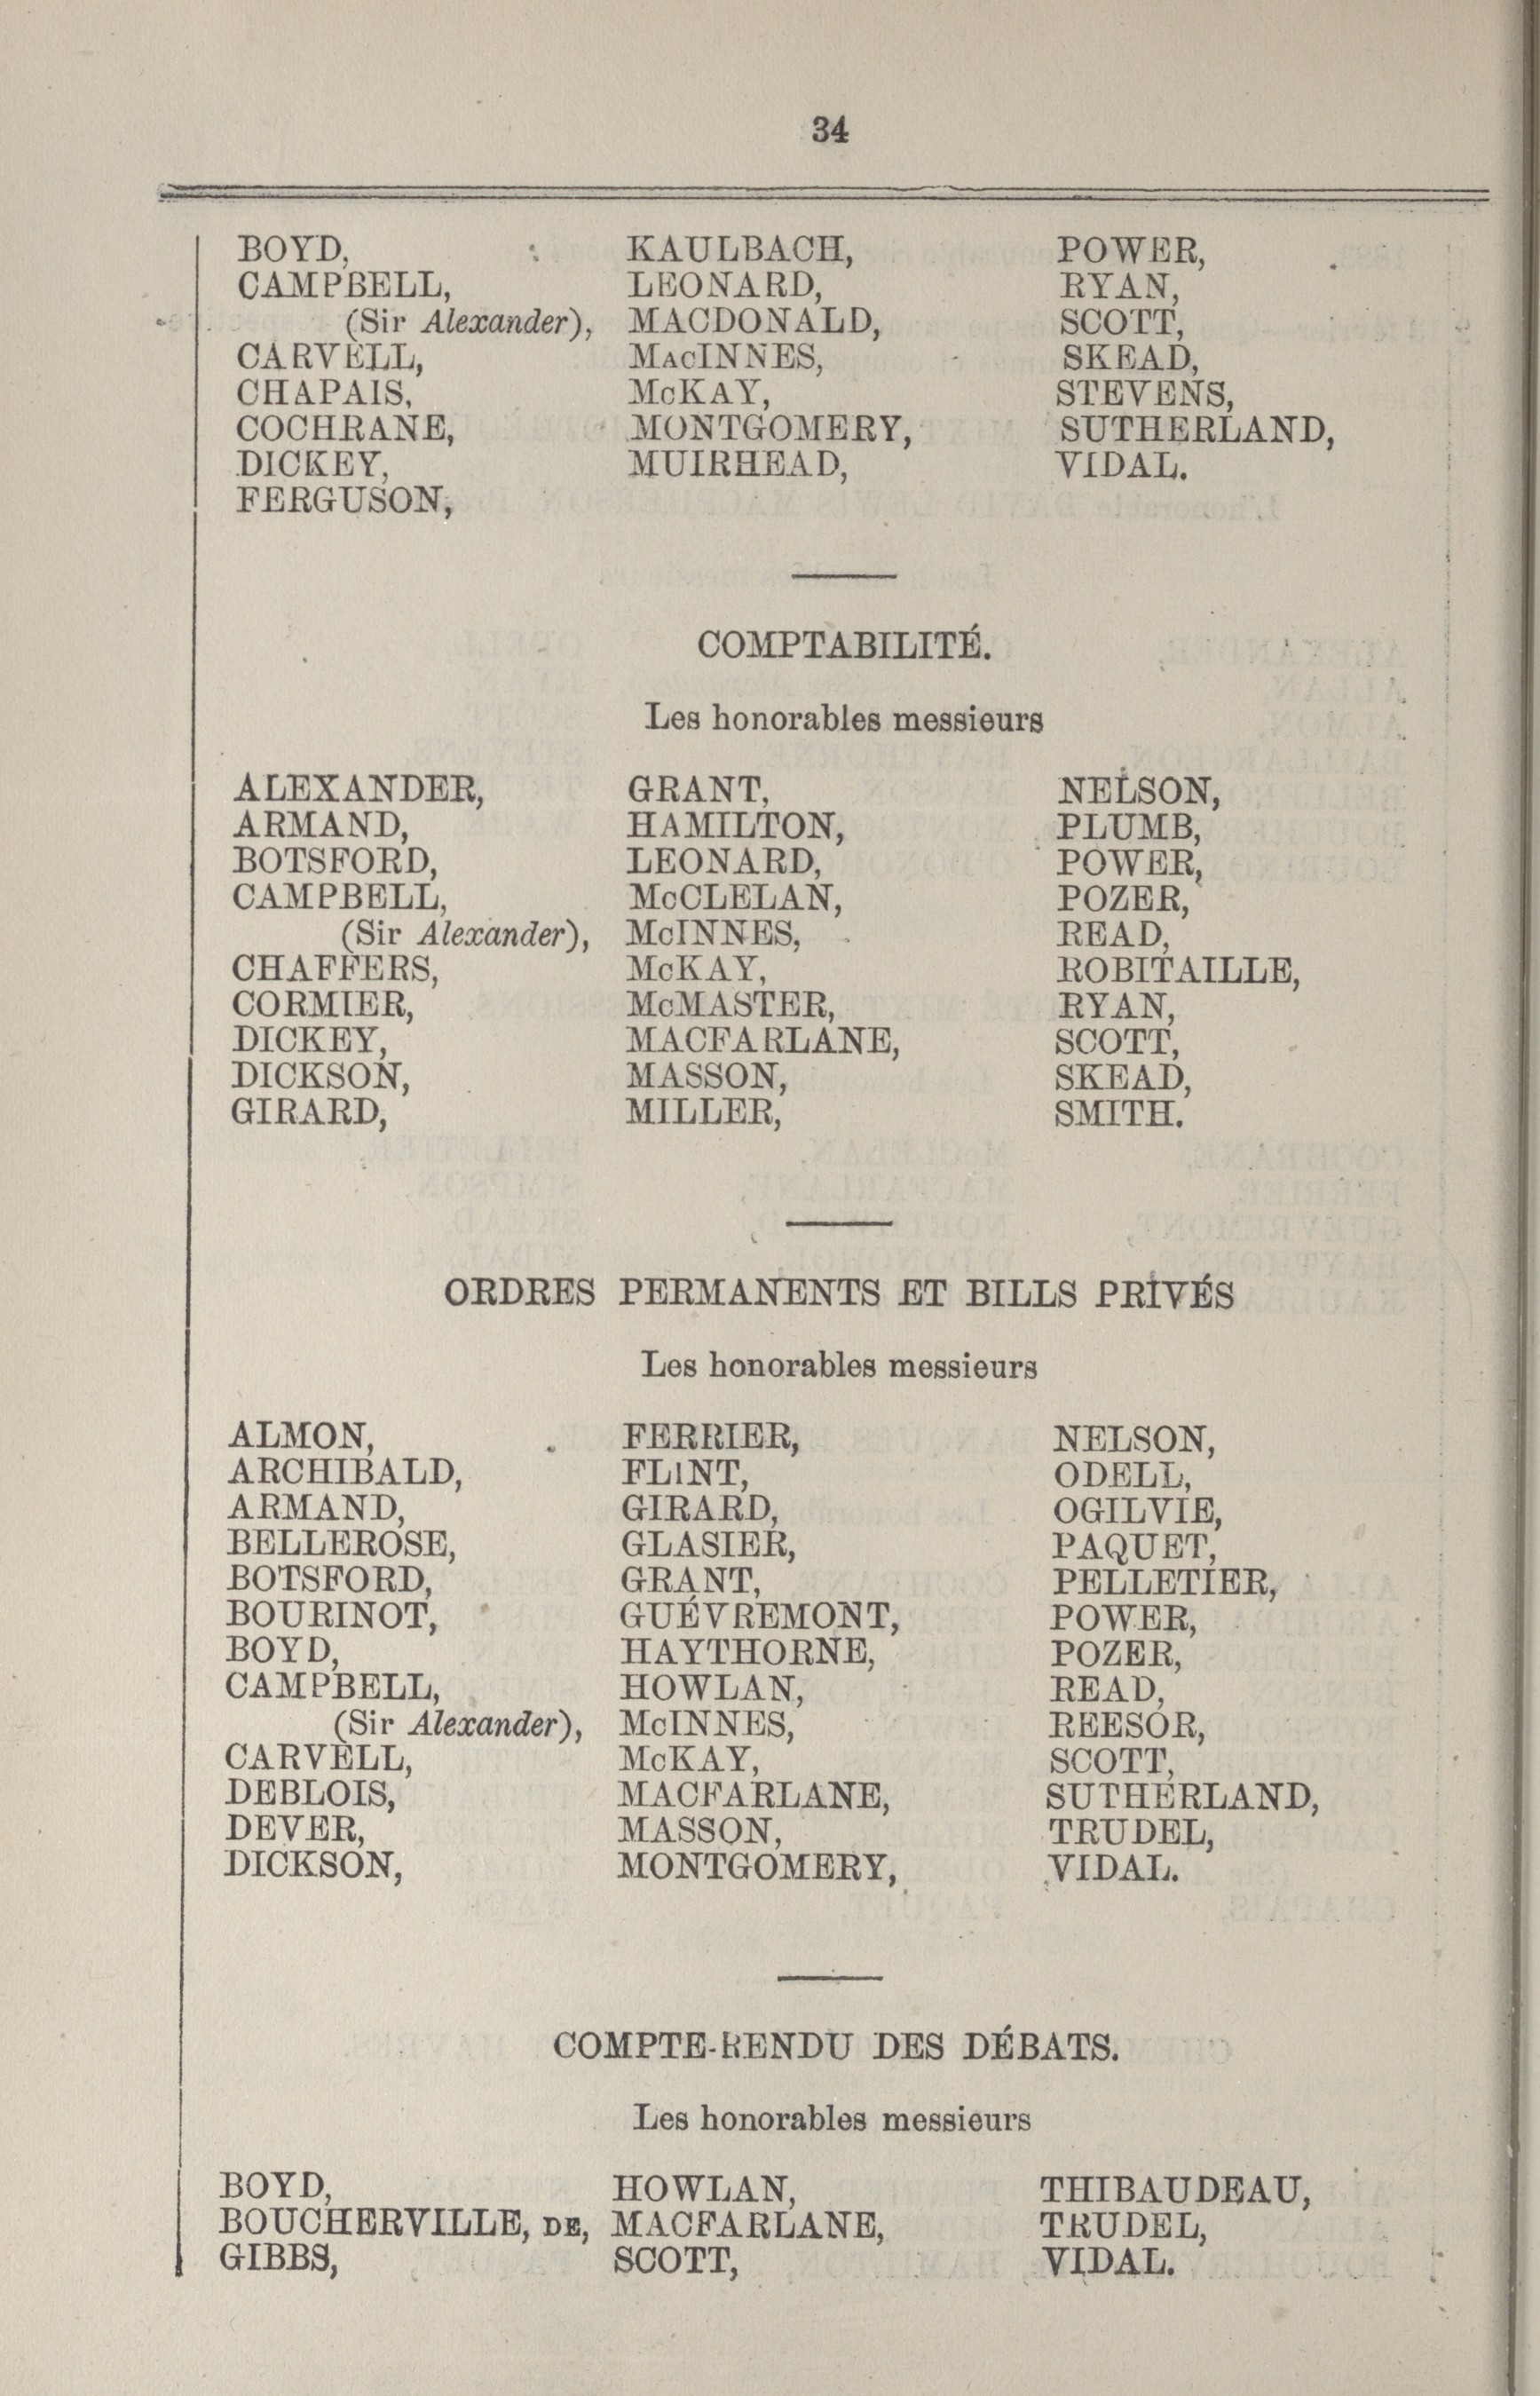 34
BOYD,
CAMPBELL,
(Sir Alexander),
CARVELL,
CHAPAIS,
COCHRANE,
DICKEY,
FERGUSON,
KAULBACH,
LEONARD,
MACDONALD,
MACINNES,
McKAY,
MONTGOMERY,
MUIRHEAD,
POWER,
RYAN,
SCOTT,
SKEAD,
STEVENS,
SUTHERLAND,
VIDAL.
COMPTABILITÉ.
Les honorables messieurs
ALEXANDER,
ARMAND,
BOTSFORD,
CAMPBELL,
(Sir Alexander),
CHAFFERS,
CORMIER,
DICKEY,
DICKSON,
GIRARD,
GRANT,
HAMILTON,
LEONARD,
McCLELAN,
McINNES,
McKAY,
McMASTER,
MACFARLANE,
MASSON,
MILLER,
NELSON,
PLUMB,
POWER,
POZER,
READ,
ROBITAILLE,
RYAN,
SCOTT,
SKEAD,
SMITH.
ORDRES PERMANENTS ET BILLS PRIVÉS
Les honorables messieurs
ALMON,
ARCHIBALD,
ARMAND,
BELLEROSE,
BOTSFORD,
BOURINOT,
BOYD,
CAMPBELL,
(Sir Alexander),
CARVELL,
DEBLOIS,
DEVER,
DICKSON,
FERRIER,
FLINT,
GIRARD,
GLASIER,
GRANT,
GUÉVREMONT,
HAYTHORNE,
HOWLAN,
McINNES,
McKAY,
MACFARLANE,
MASSON,
MONTGOMERY,
NELSON,
ODELL,
OGILVIE,
PAQUET,
PELLETIER,
POWER,
POZER,
READ,
REESOR,
SCOTT,
SUTHERLAND,
TRUDEL,
VIDAL.
COMPTE-RENDU DES DÉBATS.
Les honorables messieurs
BOYD,
BOUCHERVILLE, DE,
GIBBS,
HOWLAN,
MACFARLANE,
SCOTT,
THIBAUDEAU,
TRUDEL,
VIDAL.